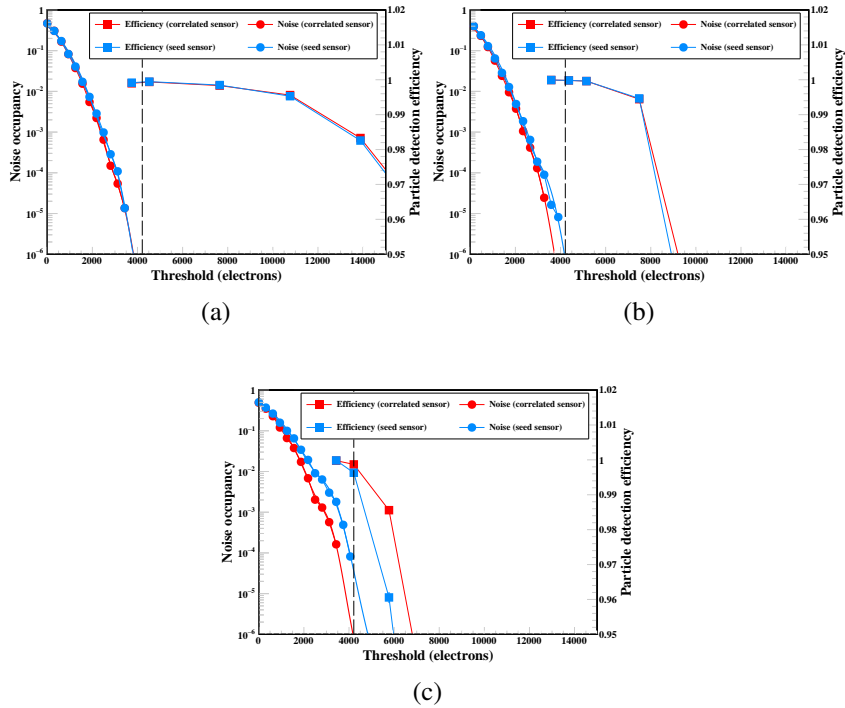 Efficiency (correlated sensor) Noise (correlated sensor)
Efficiency (seed sensor) Noise (seed sensor)
1 10⁻¹ 10⁻² 10⁻³ 10⁻⁴ 10⁻⁵ 10⁻⁶
Noise occupancy
1.02 1.01 1 0.99 0.98 0.97 0.96 0.95
Particle detection efficiency
0 2000 4000 6000 8000 10000 12000 14000
Threshold (electrons)
(a)
Efficiency (correlated sensor) Noise (correlated sensor)
Efficiency (seed sensor) Noise (seed sensor)
1 10⁻¹ 10⁻² 10⁻³ 10⁻⁴ 10⁻⁵ 10⁻⁶
Noise occupancy
1.02 1.01 1 0.99 0.98 0.97 0.96 0.95
Particle detection efficiency
0 2000 4000 6000 8000 10000 12000 14000
Threshold (electrons)
(b)
Efficiency (correlated sensor) Noise (correlated sensor)
Efficiency (seed sensor) Noise (seed sensor)
1 10⁻¹ 10⁻² 10⁻³ 10⁻⁴ 10⁻⁵ 10⁻⁶
Noise occupancy
1.02 1.01 1 0.99 0.98 0.97 0.96 0.95
Particle detection efficiency
0 2000 4000 6000 8000 10000 12000 14000
Threshold (electrons)
(c)